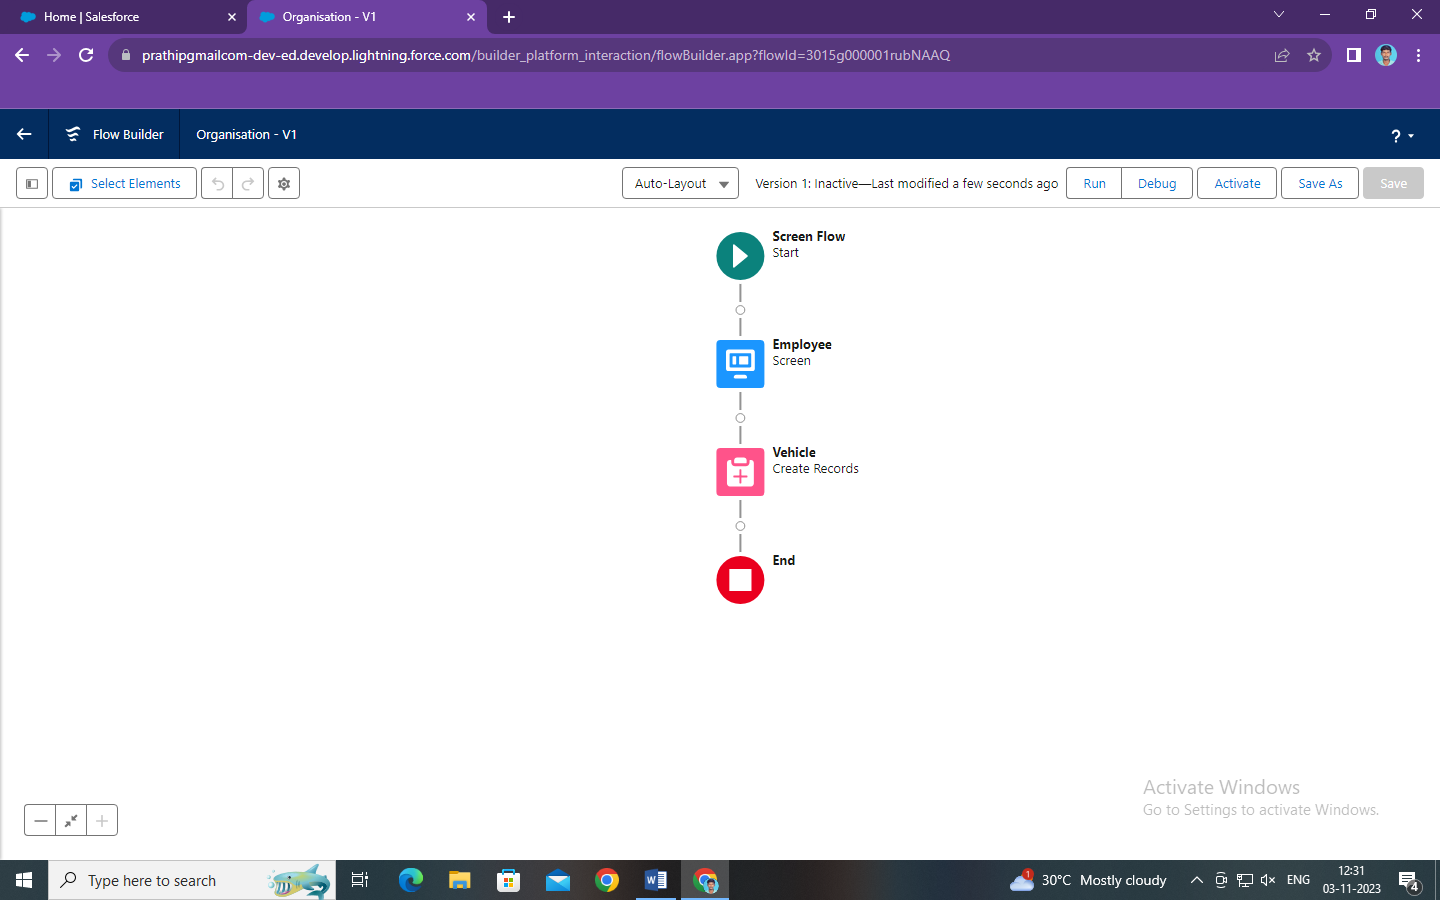 Home | Salesforce
Organisation - V1
prathipgmailcom-dev-ed.develop.lightning.force.com/builder_platform_interaction/flowBuilder.app?flowId=3015g000001rubNAAQ
Flow Builder
Organisation - V1
?
Select Elements
Auto-Layout
Version 1: Inactive—Last modified a few seconds ago
Run
Debug
Activate
Save As
Save
Screen Flow
Start
Employee
Screen
Vehicle
Create Records
End
Activate Windows
Go to Settings to activate Windows.
Type here to search
W
1
30°C Mostly cloudy
ENG
12:31
03-11-2023
4